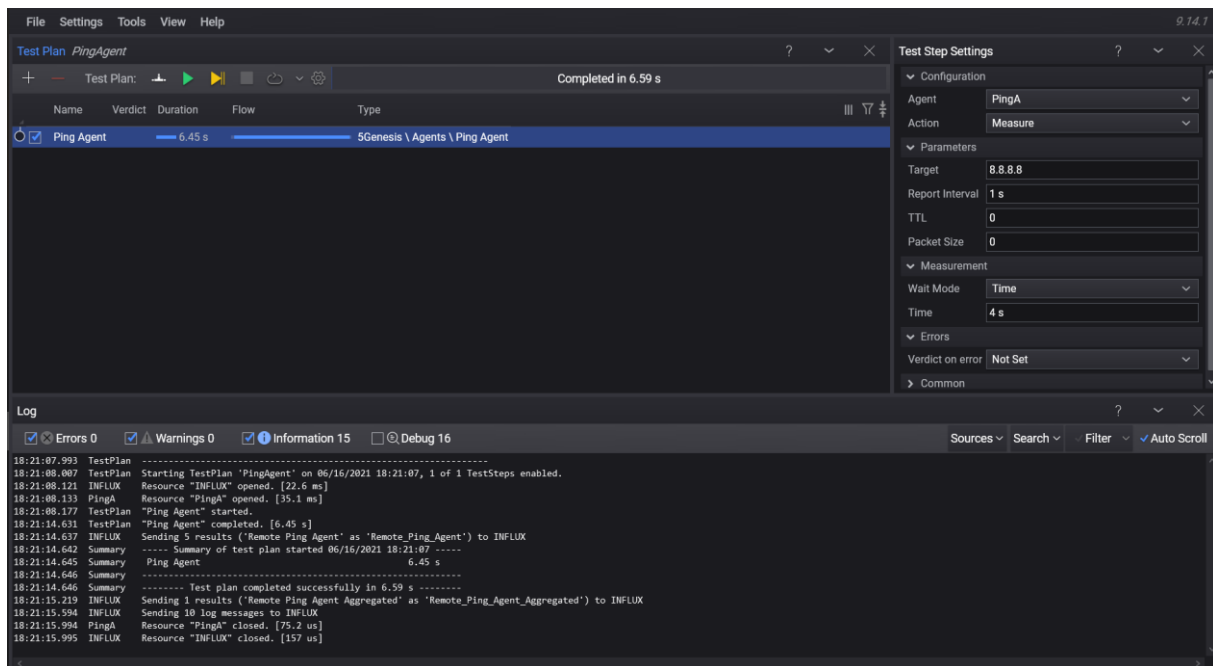 File Settings Tools View Help 9.14.1
Test Plan PingAgent ?
Test Plan: Completed in 6.59 s
Name Verdict Duration Flow Type
Ping Agent 6.45 s 5Genesis \ Agents \ Ping Agent
Test Step Settings ?
Configuration
Agent PingA
Action Measure
Parameters
Target 8.8.8.8
Report Interval 1 s
TTL 0
Packet Size 0
Measurement
Wait Mode Time
Time 4 s
Errors
Verdict on error Not Set
Common
Log ?
Errors 0 Warnings 0 Information 15 Debug 16 Sources Search Filter Auto Scroll
18:21:07.993 TestPlan --------------------------------------------------------------------
18:21:08.007 TestPlan Starting TestPlan 'PingAgent' on 06/16/2021 18:21:07, 1 of 1 TestSteps enabled.
18:21:08.121 INFLUX Resource "INFLUX" opened. [22.6 ms]
18:21:08.133 PingA Resource "PingA" opened. [35.1 ms]
18:21:08.177 TestPlan "Ping Agent" started.
18:21:14.631 TestPlan "Ping Agent" completed. [6.45 s]
18:21:14.637 INFLUX Sending 5 results ('Remote Ping Agent' as 'Remote_Ping_Agent') to INFLUX
18:21:14.642 Summary ----- Summary of test plan started 06/16/2021 18:21:07 -----
18:21:14.645 Summary Ping Agent 6.45 s
18:21:14.646 Summary ---------------------------------------------------------------
18:21:14.646 Summary -------- Test plan completed successfully in 6.59 s --------
18:21:15.219 INFLUX Sending 1 results ('Remote Ping Agent Aggregated' as 'Remote_Ping_Agent_Aggregated') to INFLUX
18:21:15.594 INFLUX Sending 10 log messages to INFLUX
18:21:15.994 PingA Resource "PingA" closed. [75.2 us]
18:21:15.995 INFLUX Resource "INFLUX" closed. [157 us]